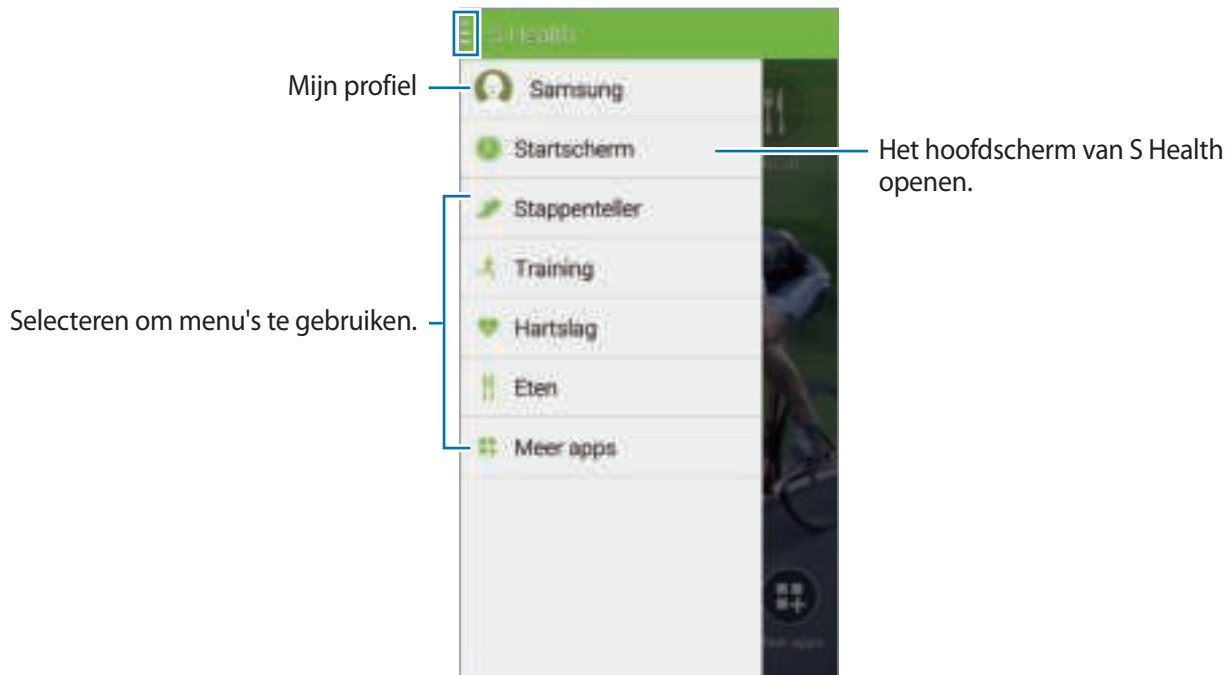 S Health
Mijn profiel
Samsung
Startscherm
Het hoofdscherm van S Health
openen.
Stappenteller
Training
Selecteren om menu's te gebruiken.
Hartslag
Eten
Meer apps